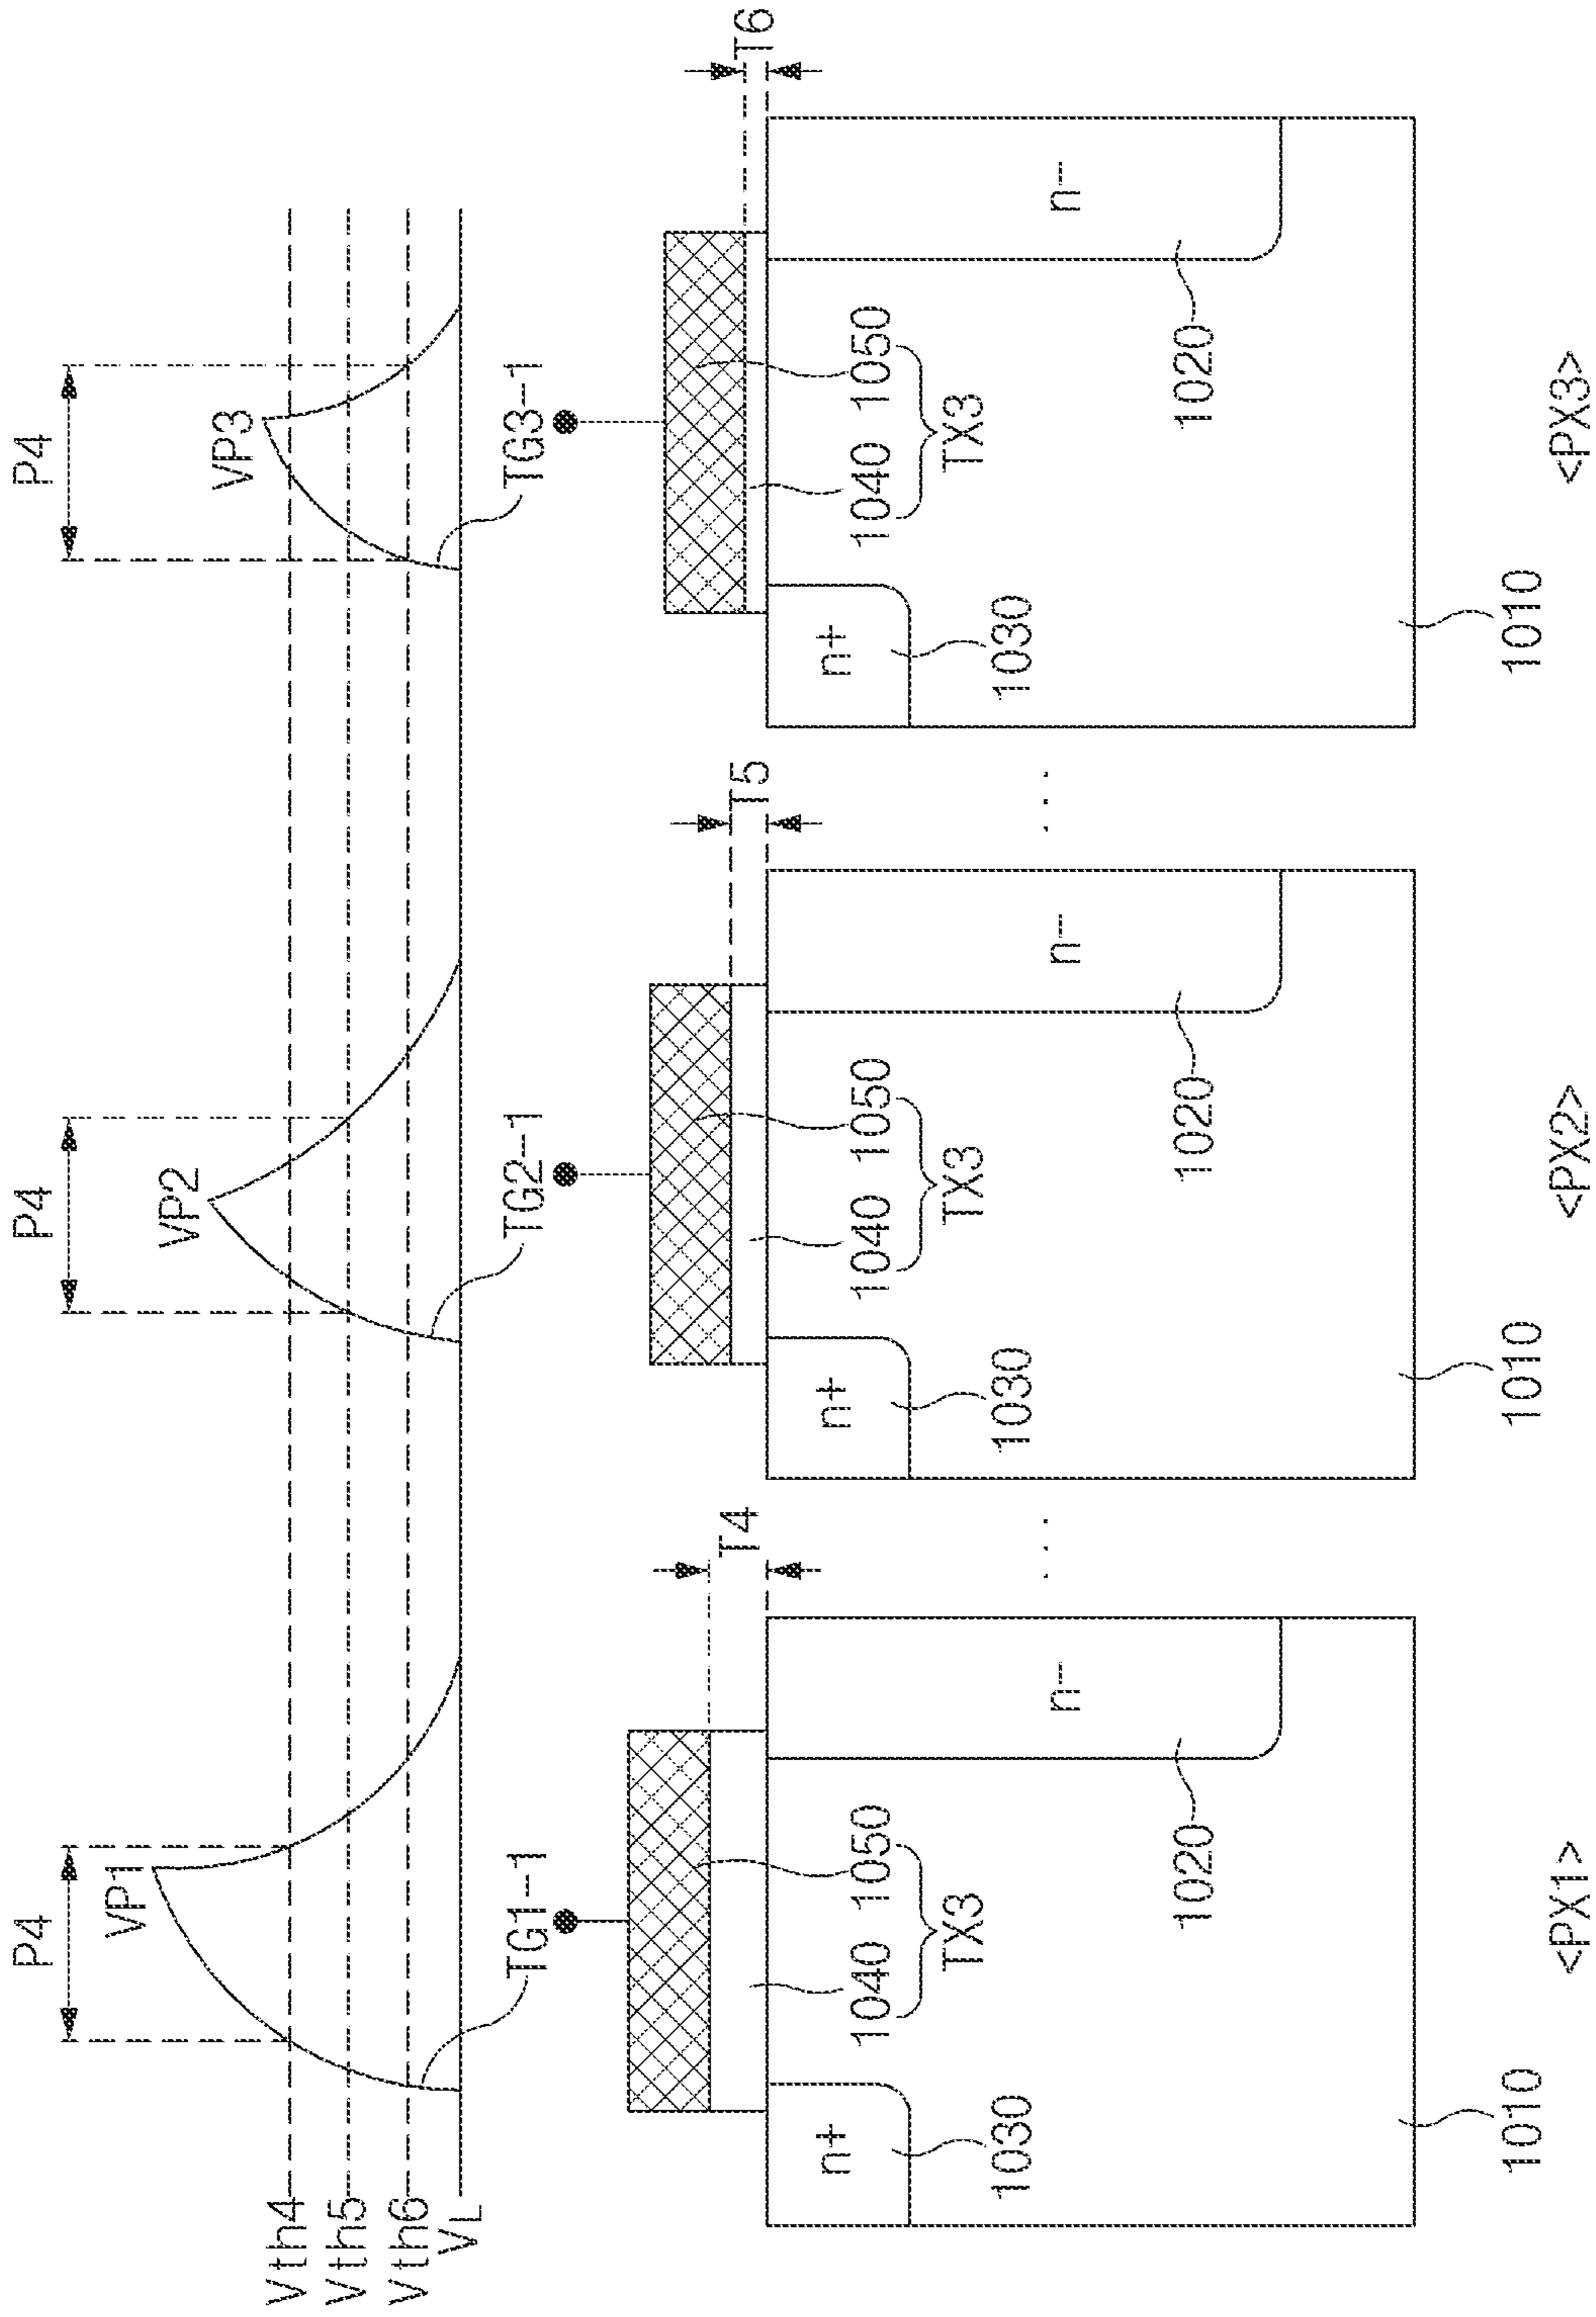 P4 P4 P4
VP1 VP2 VP3
Vth4
Vth5
Vth6
VL
TG1-1 TG2-1 TG3-1
T4 T5 T6
n+ n- n+ n- n+ n-
1040 1050 1040 1050 1040 1050
TX3 TX3 TX3
1030 1020 1030 1020 1030 1020
1010 1010 1010
<PX1> <PX2> <PX3>